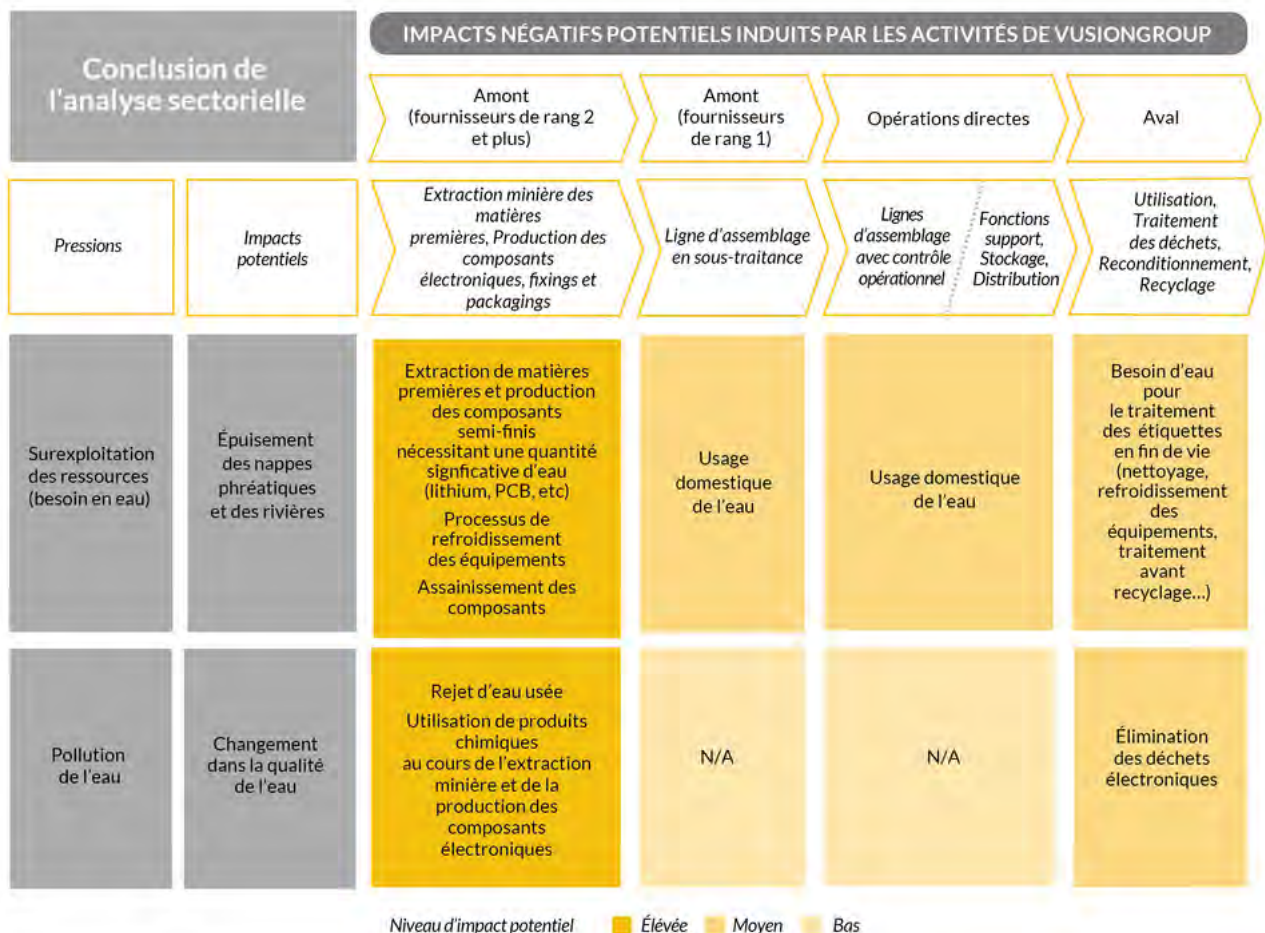 Conclusion de
l'analyse sectorielle
IMPACTS NÉGATIFS POTENTIELS INDUITS PAR LES ACTIVITÉS DE VUSIONGROUP
Amont
(fournisseurs de rang 2
et plus)
Amont
(fournisseurs
de rang 1)
Opérations directes
Aval
Pressions
Impacts
potentiels
Extraction minière des
matières
premières, Production des
composants
électroniques, fixings et
packagings
Ligne d'assemblage
en sous-traitance
Lignes
d'assemblage
avec contrôle
opérationnel
Fonctions
support,
Stockage,
Distribution
Utilisation,
Traitement
des déchets,
Reconditionnement,
Recyclage
Surexploitation
des ressources
(besoin en eau)
Épuisement
des nappes
phréatiques
et des rivières
Extraction de matières
premières et production
des composants
semi-finis
nécessitant une quantité
signficative d'eau
(lithium, PCB, etc)
Processus de
refroidissement
des équipements
Assainissement des
composants
Usage
domestique
de l'eau
Usage domestique
de l'eau
Besoin d'eau
pour
le traitement
des étiquettes
en fin de vie
(nettoyage,
refroidissement
des
équipements,
traitement
avant
recyclage...)
Pollution
de l'eau
Changement
dans la qualité
de l'eau
Rejet d'eau usée
Utilisation de produits
chimiques
au cours de l'extraction
minière et de la
production des
composants
électroniques
N/A
N/A
Élimination
des déchets
électroniques
Niveau d'impact potentiel Élévée Moyen Bas